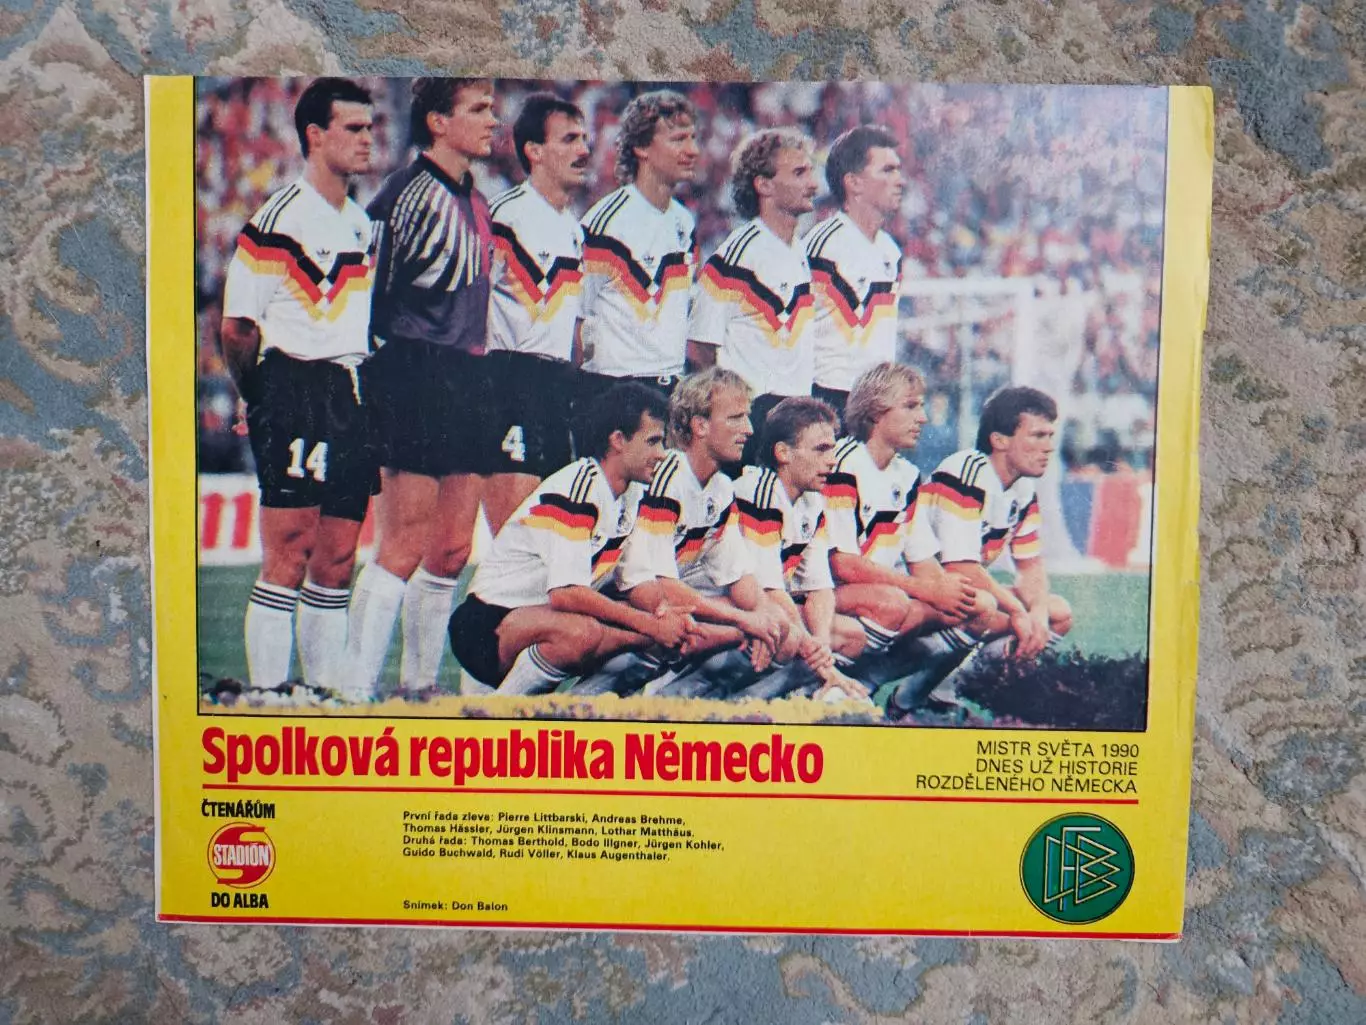 14
4
Spolková republika Německo
MISTR SVĚTA 1990
DNES UŽ HISTORIE
ROZDĚLENÉHO NĚMECKA
ČTENÁŘŮM
STADIÓN
DO ALBA
První řada zleva: Pierre Littbarski, Andreas Brehme,
Thomas Hässler, Jürgen Klinsmann, Lothar Matthäus.
Druhá řada: Thomas Berthold, Bodo Illgner, Jürgen Kohler,
Guido Buchwald, Rudi Völler, Klaus Augenthaler.
Snímek: Don Balon
DFB